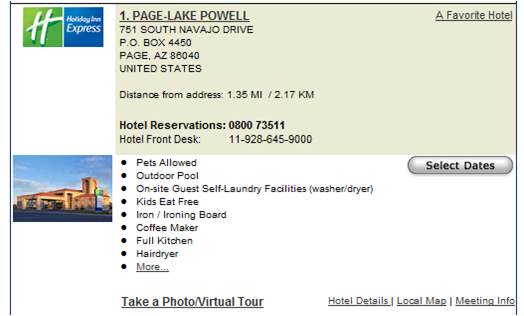 Holiday Inn
Express
1. PAGE-LAKE POWELL
A Favorite Hotel
751 SOUTH NAVAJO DRIVE
P.O. BOX 4450
PAGE, AZ 86040
UNITED STATES
Distance from address: 1.35 MI / 2.17 KM
Hotel Reservations: 0800 73511
Hotel Front Desk: 11-928-645-9000
• Pets Allowed
Select Dates
• Outdoor Pool
• On-site Guest Self-Laundry Facilities (washer/dryer)
• Kids Eat Free
• Iron / Ironing Board
• Coffee Maker
• Full Kitchen
• Hairdryer
• More...
Take a Photo/Virtual Tour
Hotel Details | Local Map | Meeting Info